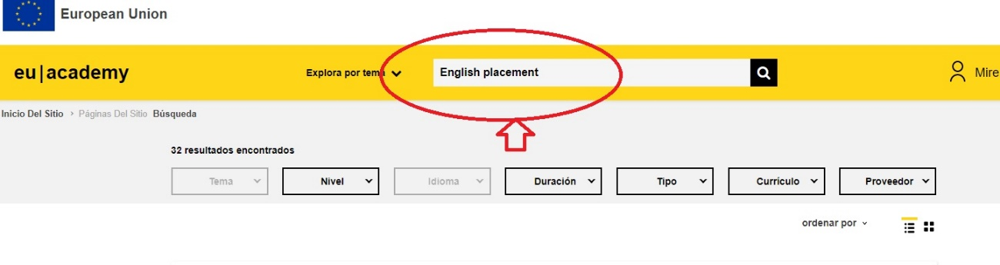 European Union
eu|academy
Explora por tema
English placement
Mire
Inicio Del Sitio > Páginas Del Sitio Búsqueda
32 resultados encontrados
Tema Nivel Idioma Duración Tipo Currículo Proveedor
ordenar por